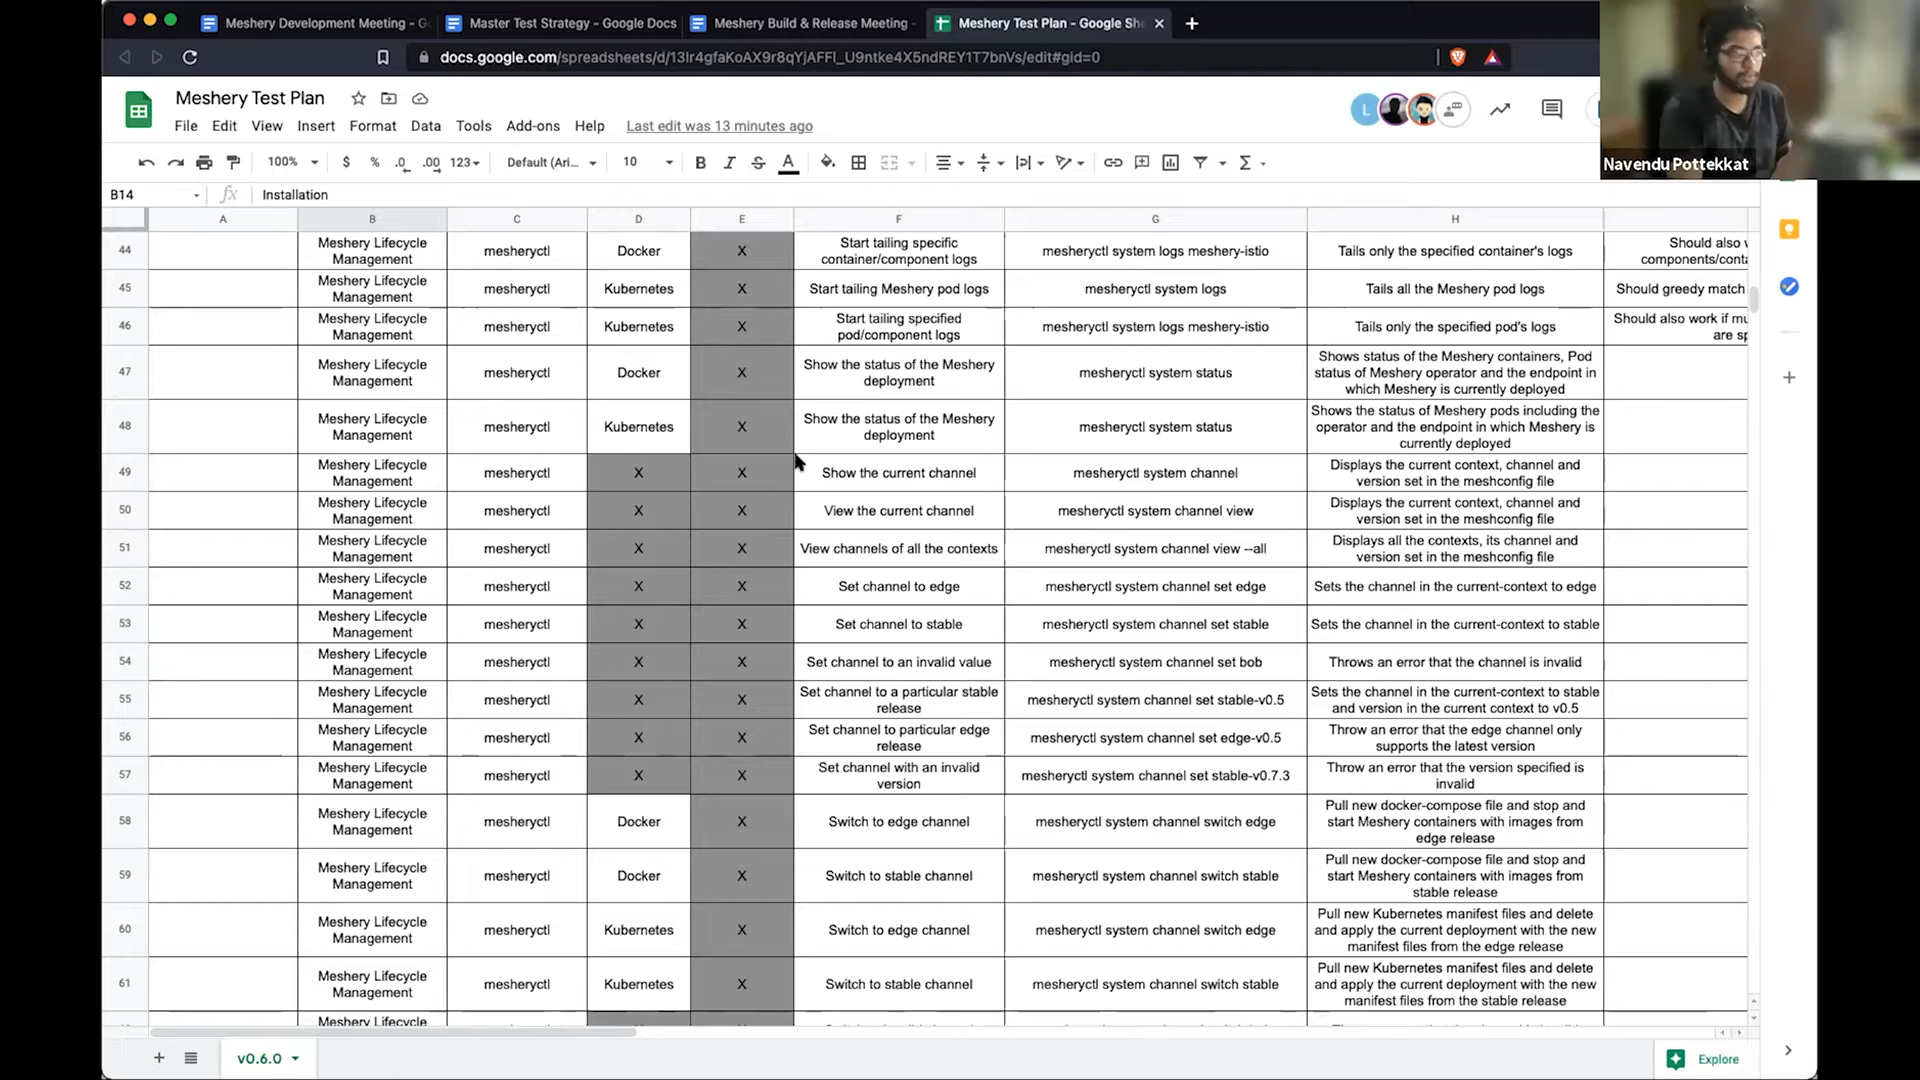 Meshery Development Meeting - G
Master Test Strategy - Google Docs
Meshery Build & Release Meeting -
Meshery Test Plan - Google She
docs.google.com/spreadsheets/d/13Ir4gfaKoAX9r8qYjAFFl_U9ntke4X5ndREY1T7bnVs/edit#gid=0
Meshery Test Plan
L
File Edit View Insert Format Data Tools Add-ons Help Last edit was 13 minutes ago
Navendu Pottekkat
100% $ % .0 .00 123 Default (Ari... 10 B I S A
B14 fx Installation
A B C D E F G H
44 Meshery Lifecycle Management mesheryctl Docker X Start tailing specific container/component logs mesheryctl system logs meshery-istio Tails only the specified container's logs Should also components/conta
45 Meshery Lifecycle Management mesheryctl Kubernetes X Start tailing Meshery pod logs mesheryctl system logs Tails all the Meshery pod logs Should greedy match
46 Meshery Lifecycle Management mesheryctl Kubernetes X Start tailing specified pod/component logs mesheryctl system logs meshery-istio Tails only the specified pod's logs Should also work if mu are sp
47 Meshery Lifecycle Management mesheryctl Docker X Show the status of the Meshery deployment mesheryctl system status Shows status of the Meshery containers, Pod status of Meshery operator and the endpoint in which Meshery is currently deployed
48 Meshery Lifecycle Management mesheryctl Kubernetes X Show the status of the Meshery deployment mesheryctl system status Shows the status of Meshery pods including the operator and the endpoint in which Meshery is currently deployed
49 Meshery Lifecycle Management mesheryctl X X Show the current channel mesheryctl system channel Displays the current context, channel and version set in the meshconfig file
50 Meshery Lifecycle Management mesheryctl X X View the current channel mesheryctl system channel view Displays the current context, channel and version set in the meshconfig file
51 Meshery Lifecycle Management mesheryctl X X View channels of all the contexts mesheryctl system channel view --all Displays all the contexts, its channel and version set in the meshconfig file
52 Meshery Lifecycle Management mesheryctl X X Set channel to edge mesheryctl system channel set edge Sets the channel in the current-context to edge
53 Meshery Lifecycle Management mesheryctl X X Set channel to stable mesheryctl system channel set stable Sets the channel in the current-context to stable
54 Meshery Lifecycle Management mesheryctl X X Set channel to an invalid value mesheryctl system channel set bob Throws an error that the channel is invalid
55 Meshery Lifecycle Management mesheryctl X X Set channel to a particular stable release mesheryctl system channel set stable-v0.5 Sets the channel in the current-context to stable and version in the current context to v0.5
56 Meshery Lifecycle Management mesheryctl X X Set channel to particular edge release mesheryctl system channel set edge-v0.5 Throw an error that the edge channel only supports the latest version
57 Meshery Lifecycle Management mesheryctl X X Set channel with an invalid version mesheryctl system channel set stable-v0.7.3 Throw an error that the version specified is invalid
58 Meshery Lifecycle Management mesheryctl Docker X Switch to edge channel mesheryctl system channel switch edge Pull new docker-compose file and stop and start Meshery containers with images from edge release
59 Meshery Lifecycle Management mesheryctl Docker X Switch to stable channel mesheryctl system channel switch stable Pull new docker-compose file and stop and start Meshery containers with images from stable release
60 Meshery Lifecycle Management mesheryctl Kubernetes X Switch to edge channel mesheryctl system channel switch edge Pull new Kubernetes manifest files and delete and apply the current deployment with the new manifest files from the edge release
61 Meshery Lifecycle Management mesheryctl Kubernetes X Switch to stable channel mesheryctl system channel switch stable Pull new Kubernetes manifest files and delete and apply the current deployment with the new manifest files from the stable release
Meshery Lifecycle
v0.6.0
Explore